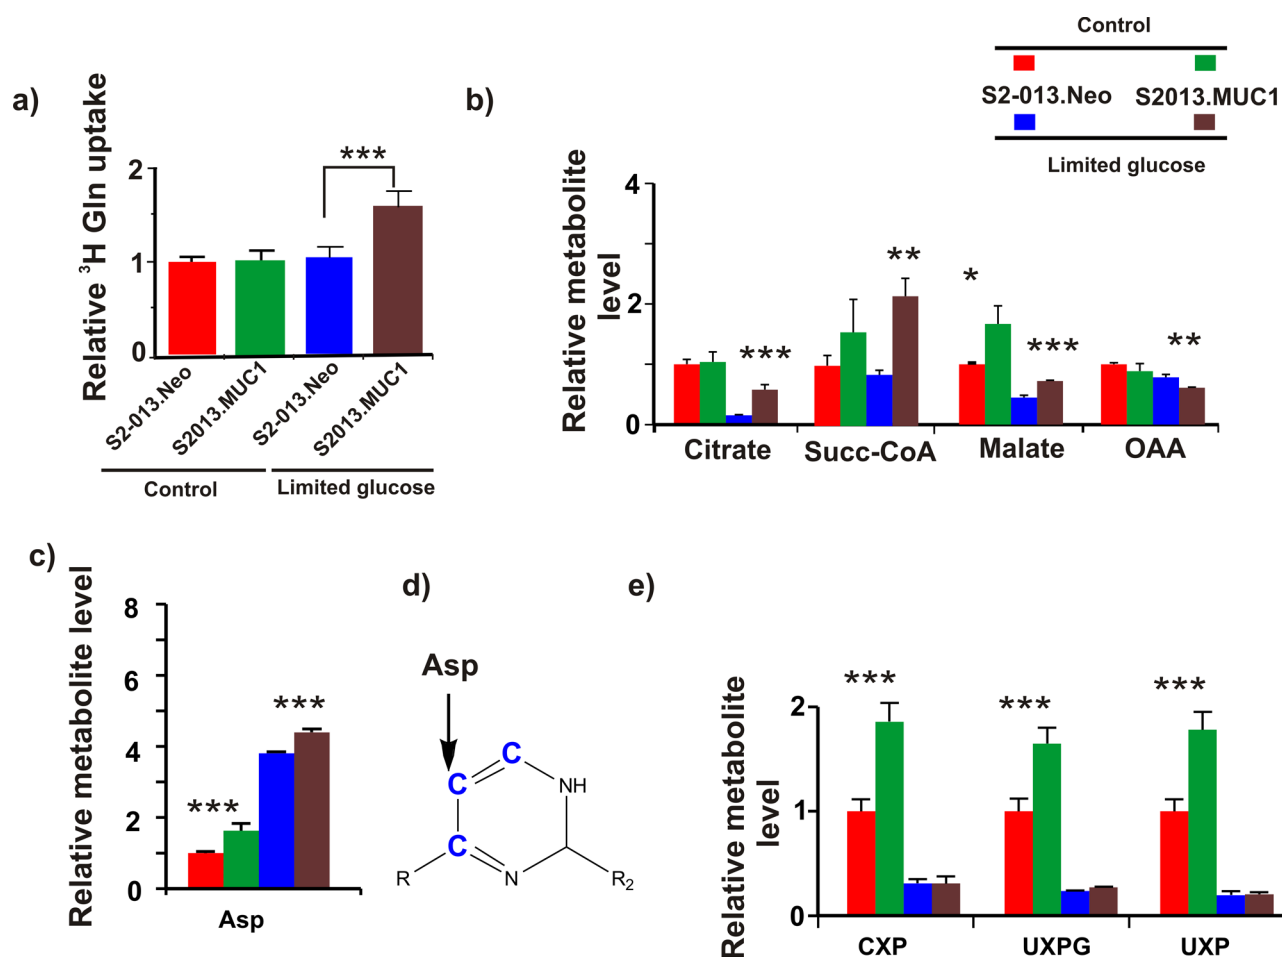 Control
S2-013.Neo S2013.MUC1
Limited glucose
a)
Relative ³H Gln uptake
2
1
0
***
S2-013.Neo
S2013.MUC1
S2-013.Neo
S2013.MUC1
Control
Limited glucose
b)
Relative metabolite
level
4
2
0
***
**
*
***
**
Citrate
Succ-CoA
Malate
OAA
c)
Relative metabolite level
8
6
4
2
0
***
***
Asp
d)
Asp
C
C
NH
C
R
N
R₂
e)
Relative metabolite
level
2
1
0
***
***
***
CXP
UXPG
UXP